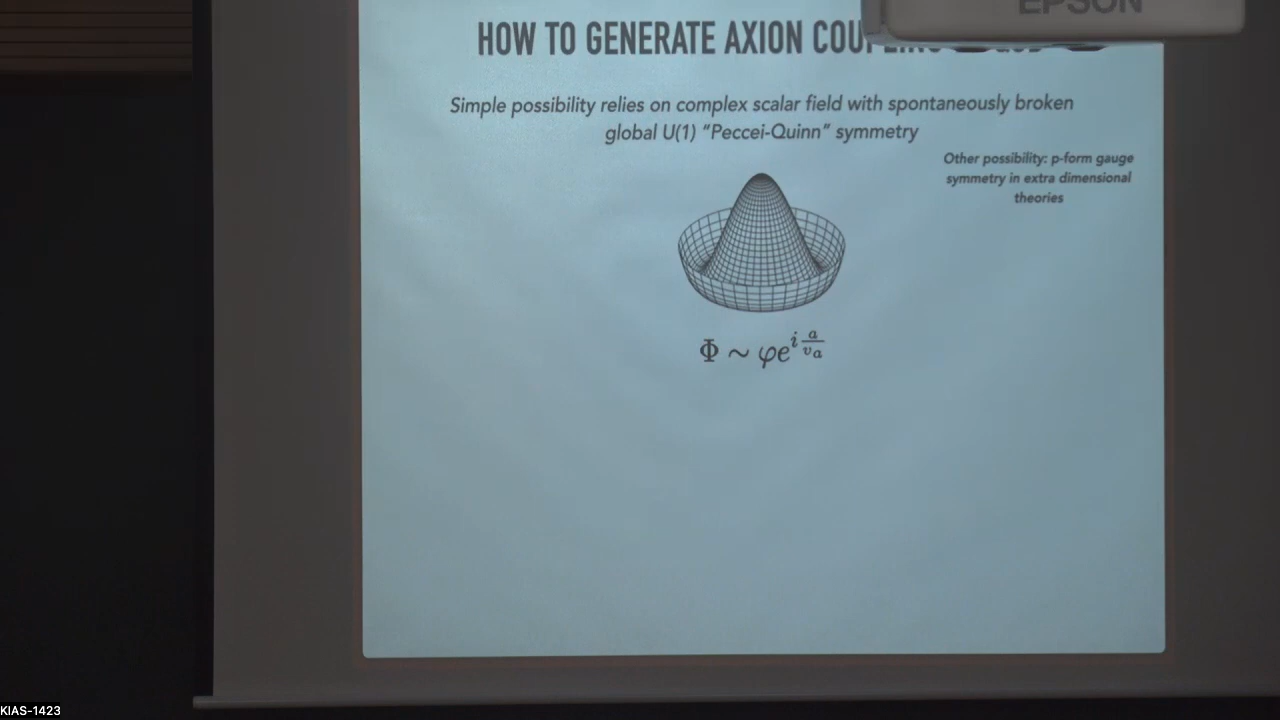 EPSON
HOW TO GENERATE AXION
Simple possibility relies on complex scalar field with spontaneously broken
global U(1) “Peccei-Quinn” symmetry
Other possibility: p-form gauge
symmetry in extra dimensional
theories
Φ ~ φe^{i a/v_a}
KIAS-1423